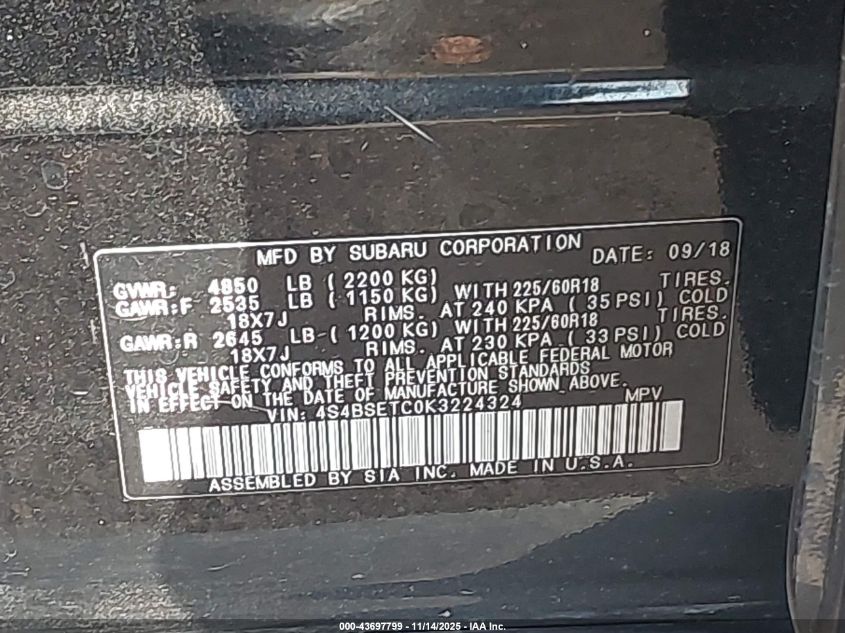 MFD BY SUBARU CORPORATION DATE: 09/18
GVWR: 4850 LB ( 2200 KG)
GAWR:F 2535 LB ( 1150 KG) WITH 225/60R18 TIRES.
18X7J RIMS. AT 240 KPA ( 35 PSI) COLD
GAWR:R 2645 LB ( 1200 KG) WITH 225/60R18 TIRES.
18X7J RIMS. AT 230 KPA ( 33 PSI) COLD
THIS VEHICLE CONFORMS TO ALL APPLICABLE FEDERAL MOTOR
VEHICLE SAFETY AND THEFT PREVENTION STANDARDS
IN EFFECT ON THE DATE OF MANUFACTURE SHOWN ABOVE.
VIN: 4S4BSETC0K3224324 MPV
ASSEMBLED BY SIA INC. MADE IN U.S.A.
000-43697799 - 11/14/2025 - IAA Inc.